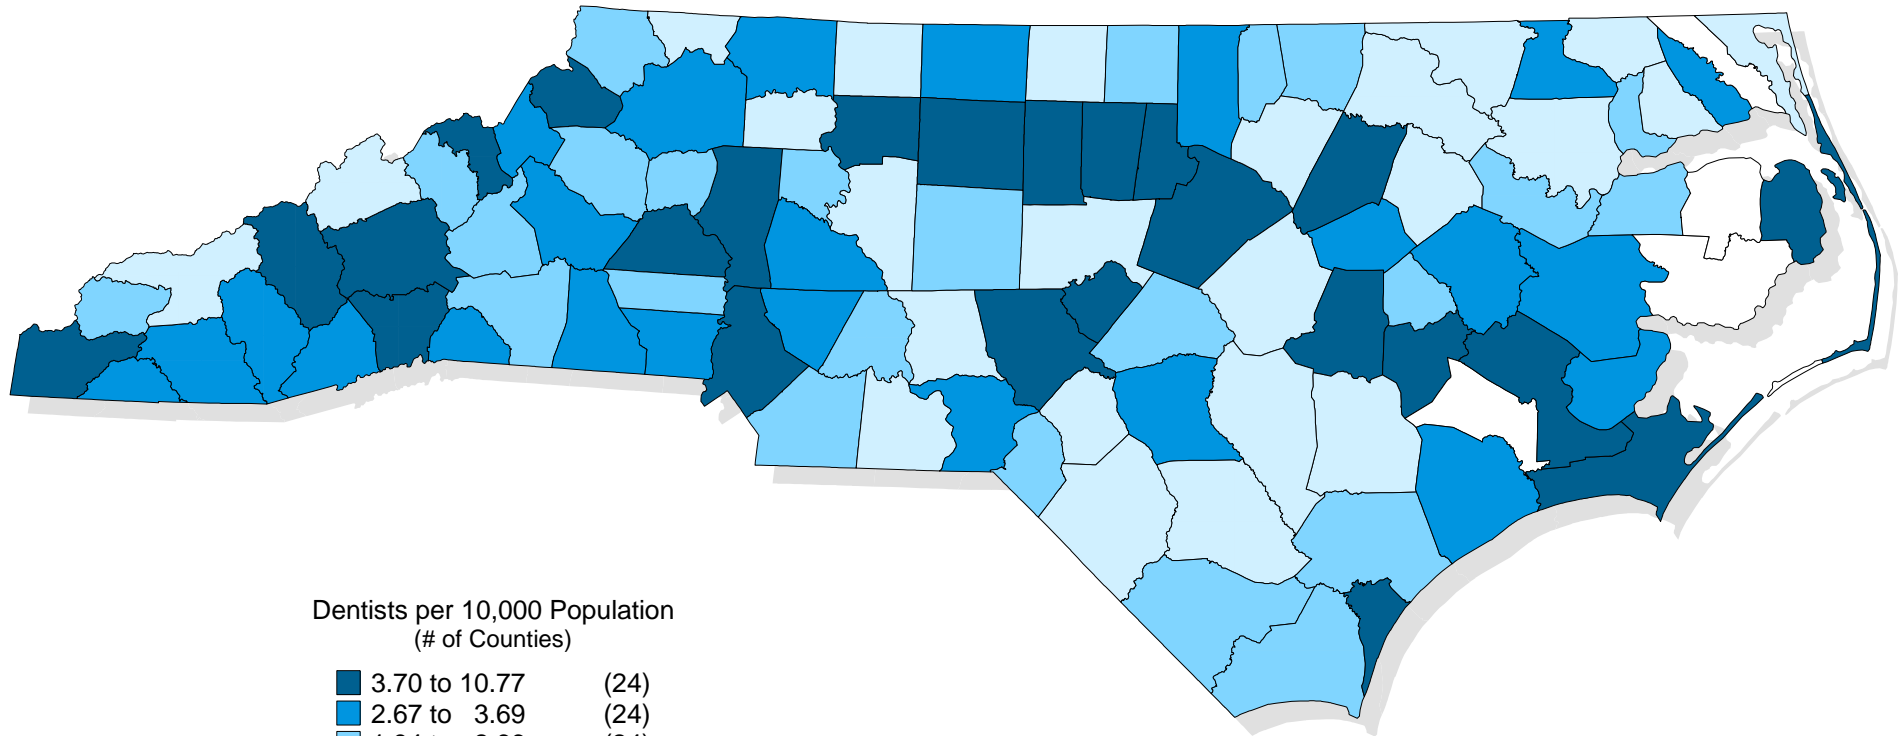 Dentists per 10,000 Population
(# of Counties)
3.70 to 10.77 (24)
2.67 to 3.69 (24)